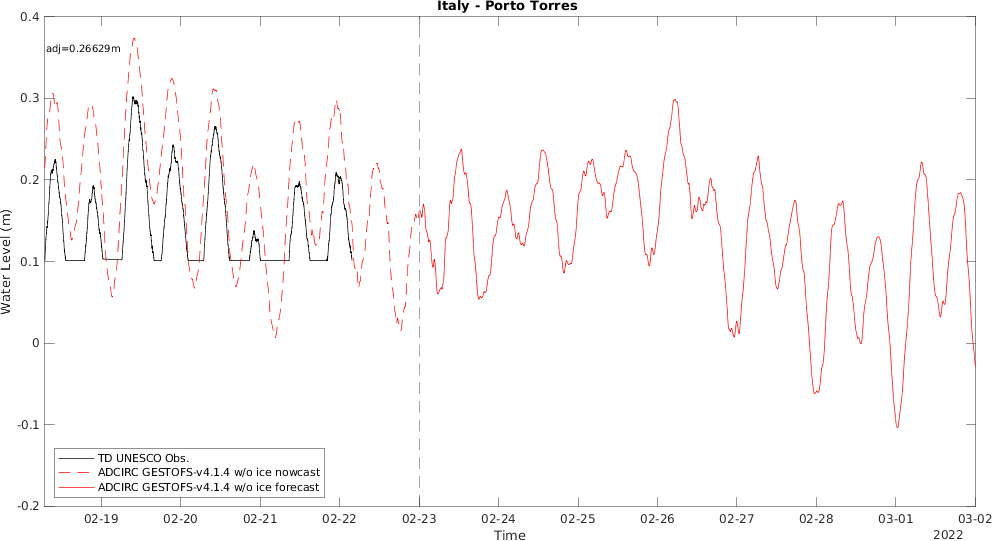 Italy - Porto Torres
adj=0.26629m
Water Level (m)
0.4
0.3
0.2
0.1
0
-0.1
-0.2
TD UNESCO Obs.
ADCIRC GESTOFS-v4.1.4 w/o ice nowcast
ADCIRC GESTOFS-v4.1.4 w/o ice forecast
02-19 02-20 02-21 02-22 02-23 02-24 02-25 02-26 02-27 02-28 03-01 03-02
Time
2022